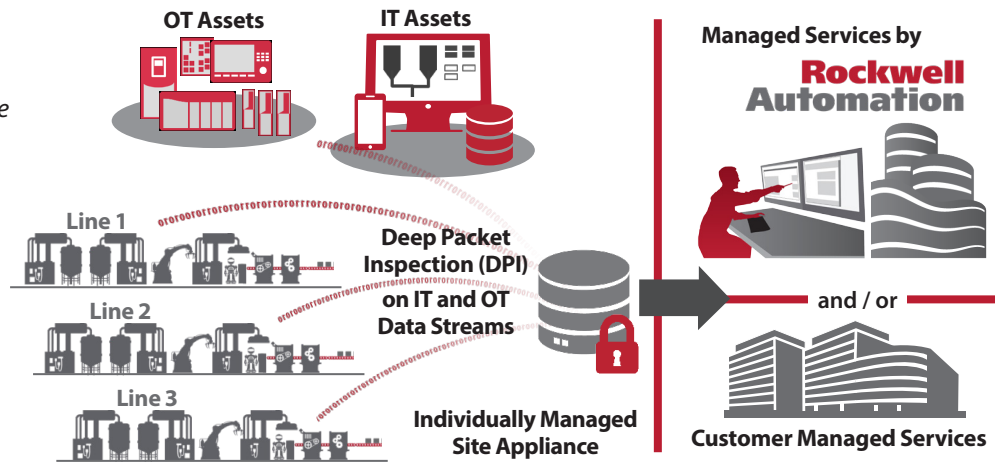 OT Assets
IT Assets
Managed Services by
Rockwell
Automation
e
Line 1
Deep Packet
Inspection (DPI)
on IT and OT
Data Streams
Line 2
Line 3
and / or
Individually Managed
Site Appliance
Customer Managed Services